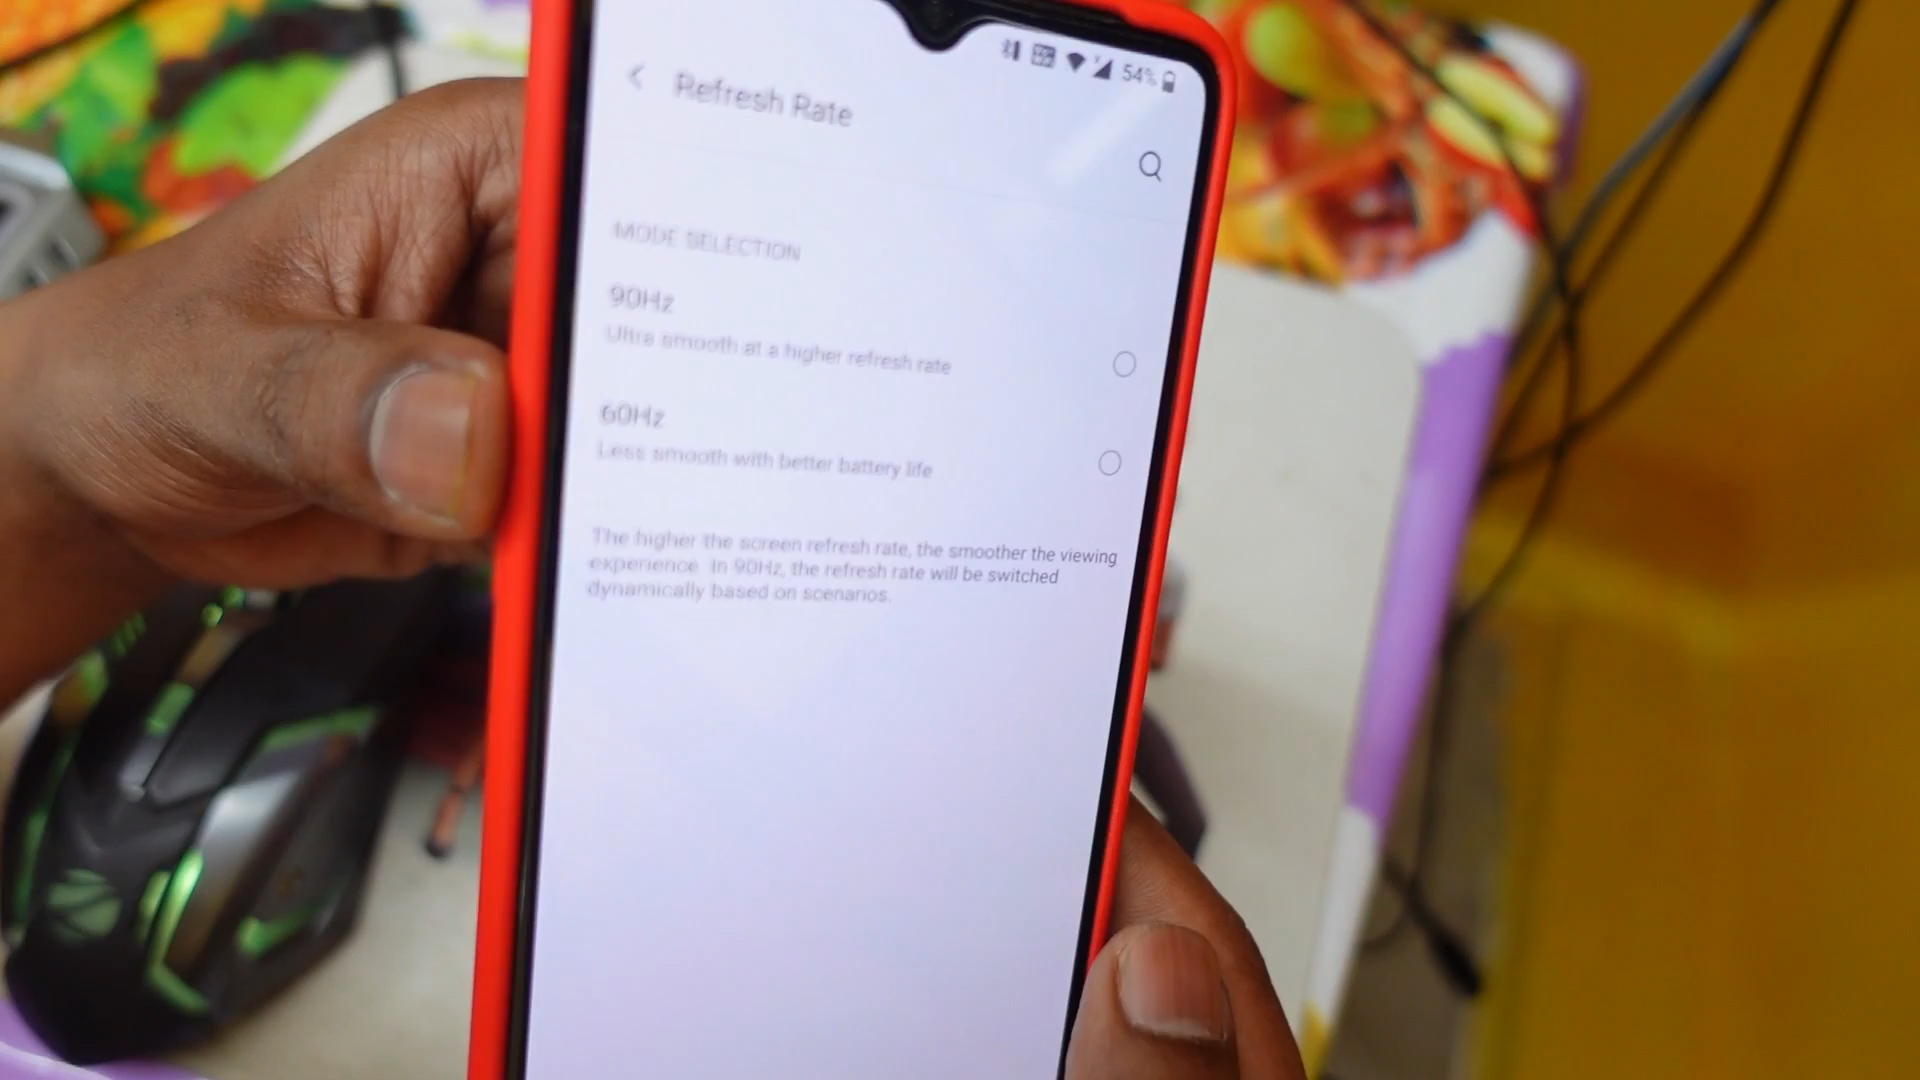 54%
Refresh Rate
MODE SELECTION
90Hz
Ultra smooth at a higher refresh rate
60Hz
Less smooth with better battery life
The higher the screen refresh rate, the smoother the viewing
experience. In 90Hz, the refresh rate will be switched
dynamically based on scenarios.